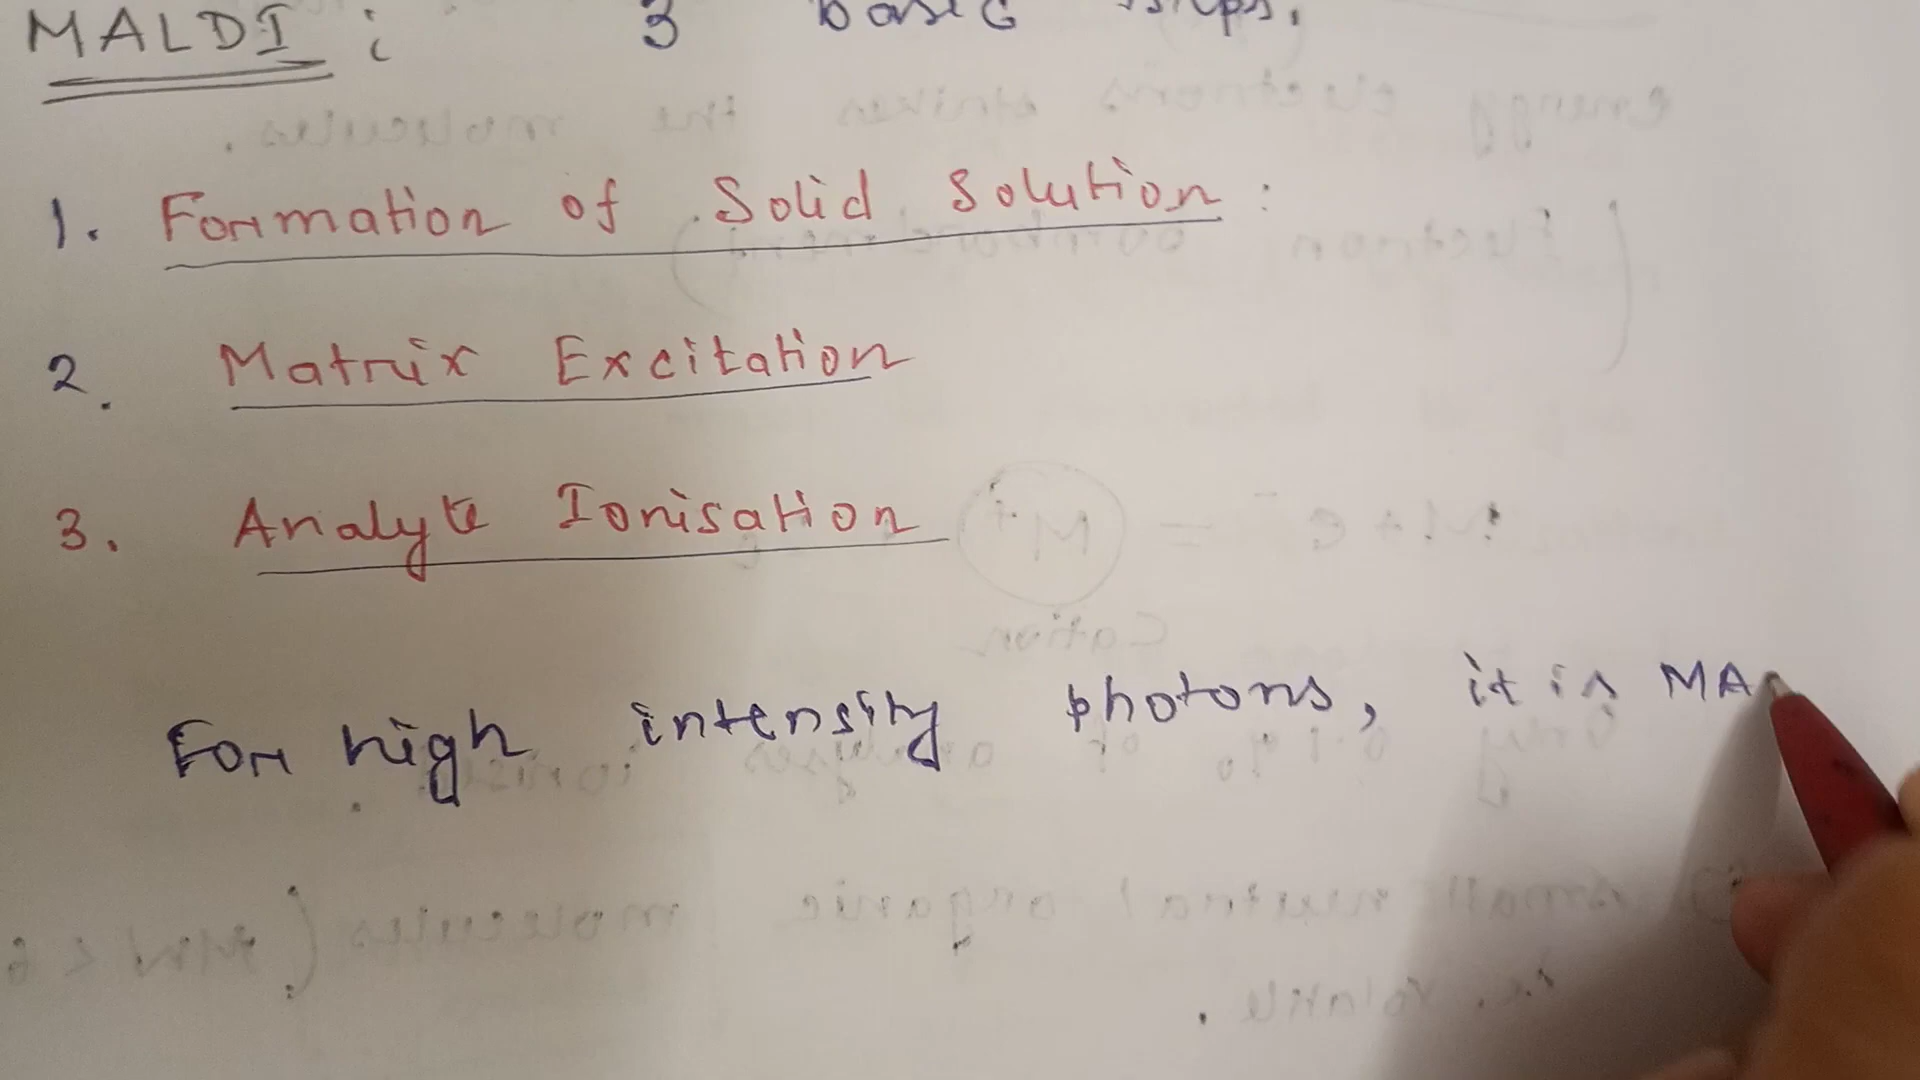 MALDI : 3 basic steps.
1. Formation of Solid Solution :
2. Matrix Excitation
3. Analyte Ionisation
For high intensity photons, it is MA